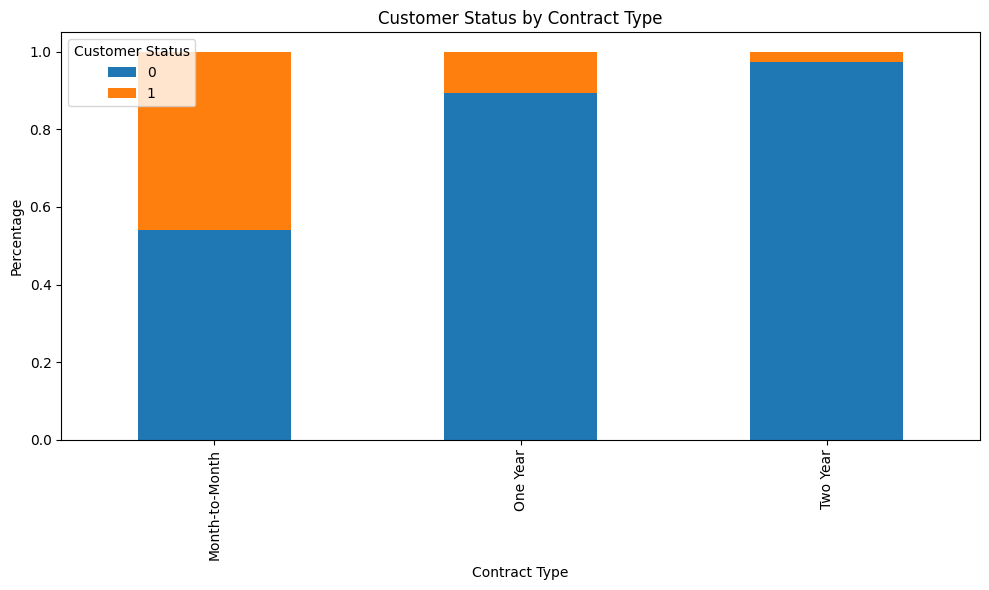 Customer Status by Contract Type
Customer Status
0
1
Percentage
1.0
0.8
0.6
0.4
0.2
0.0
Month-to-Month
One Year
Two Year
Contract Type